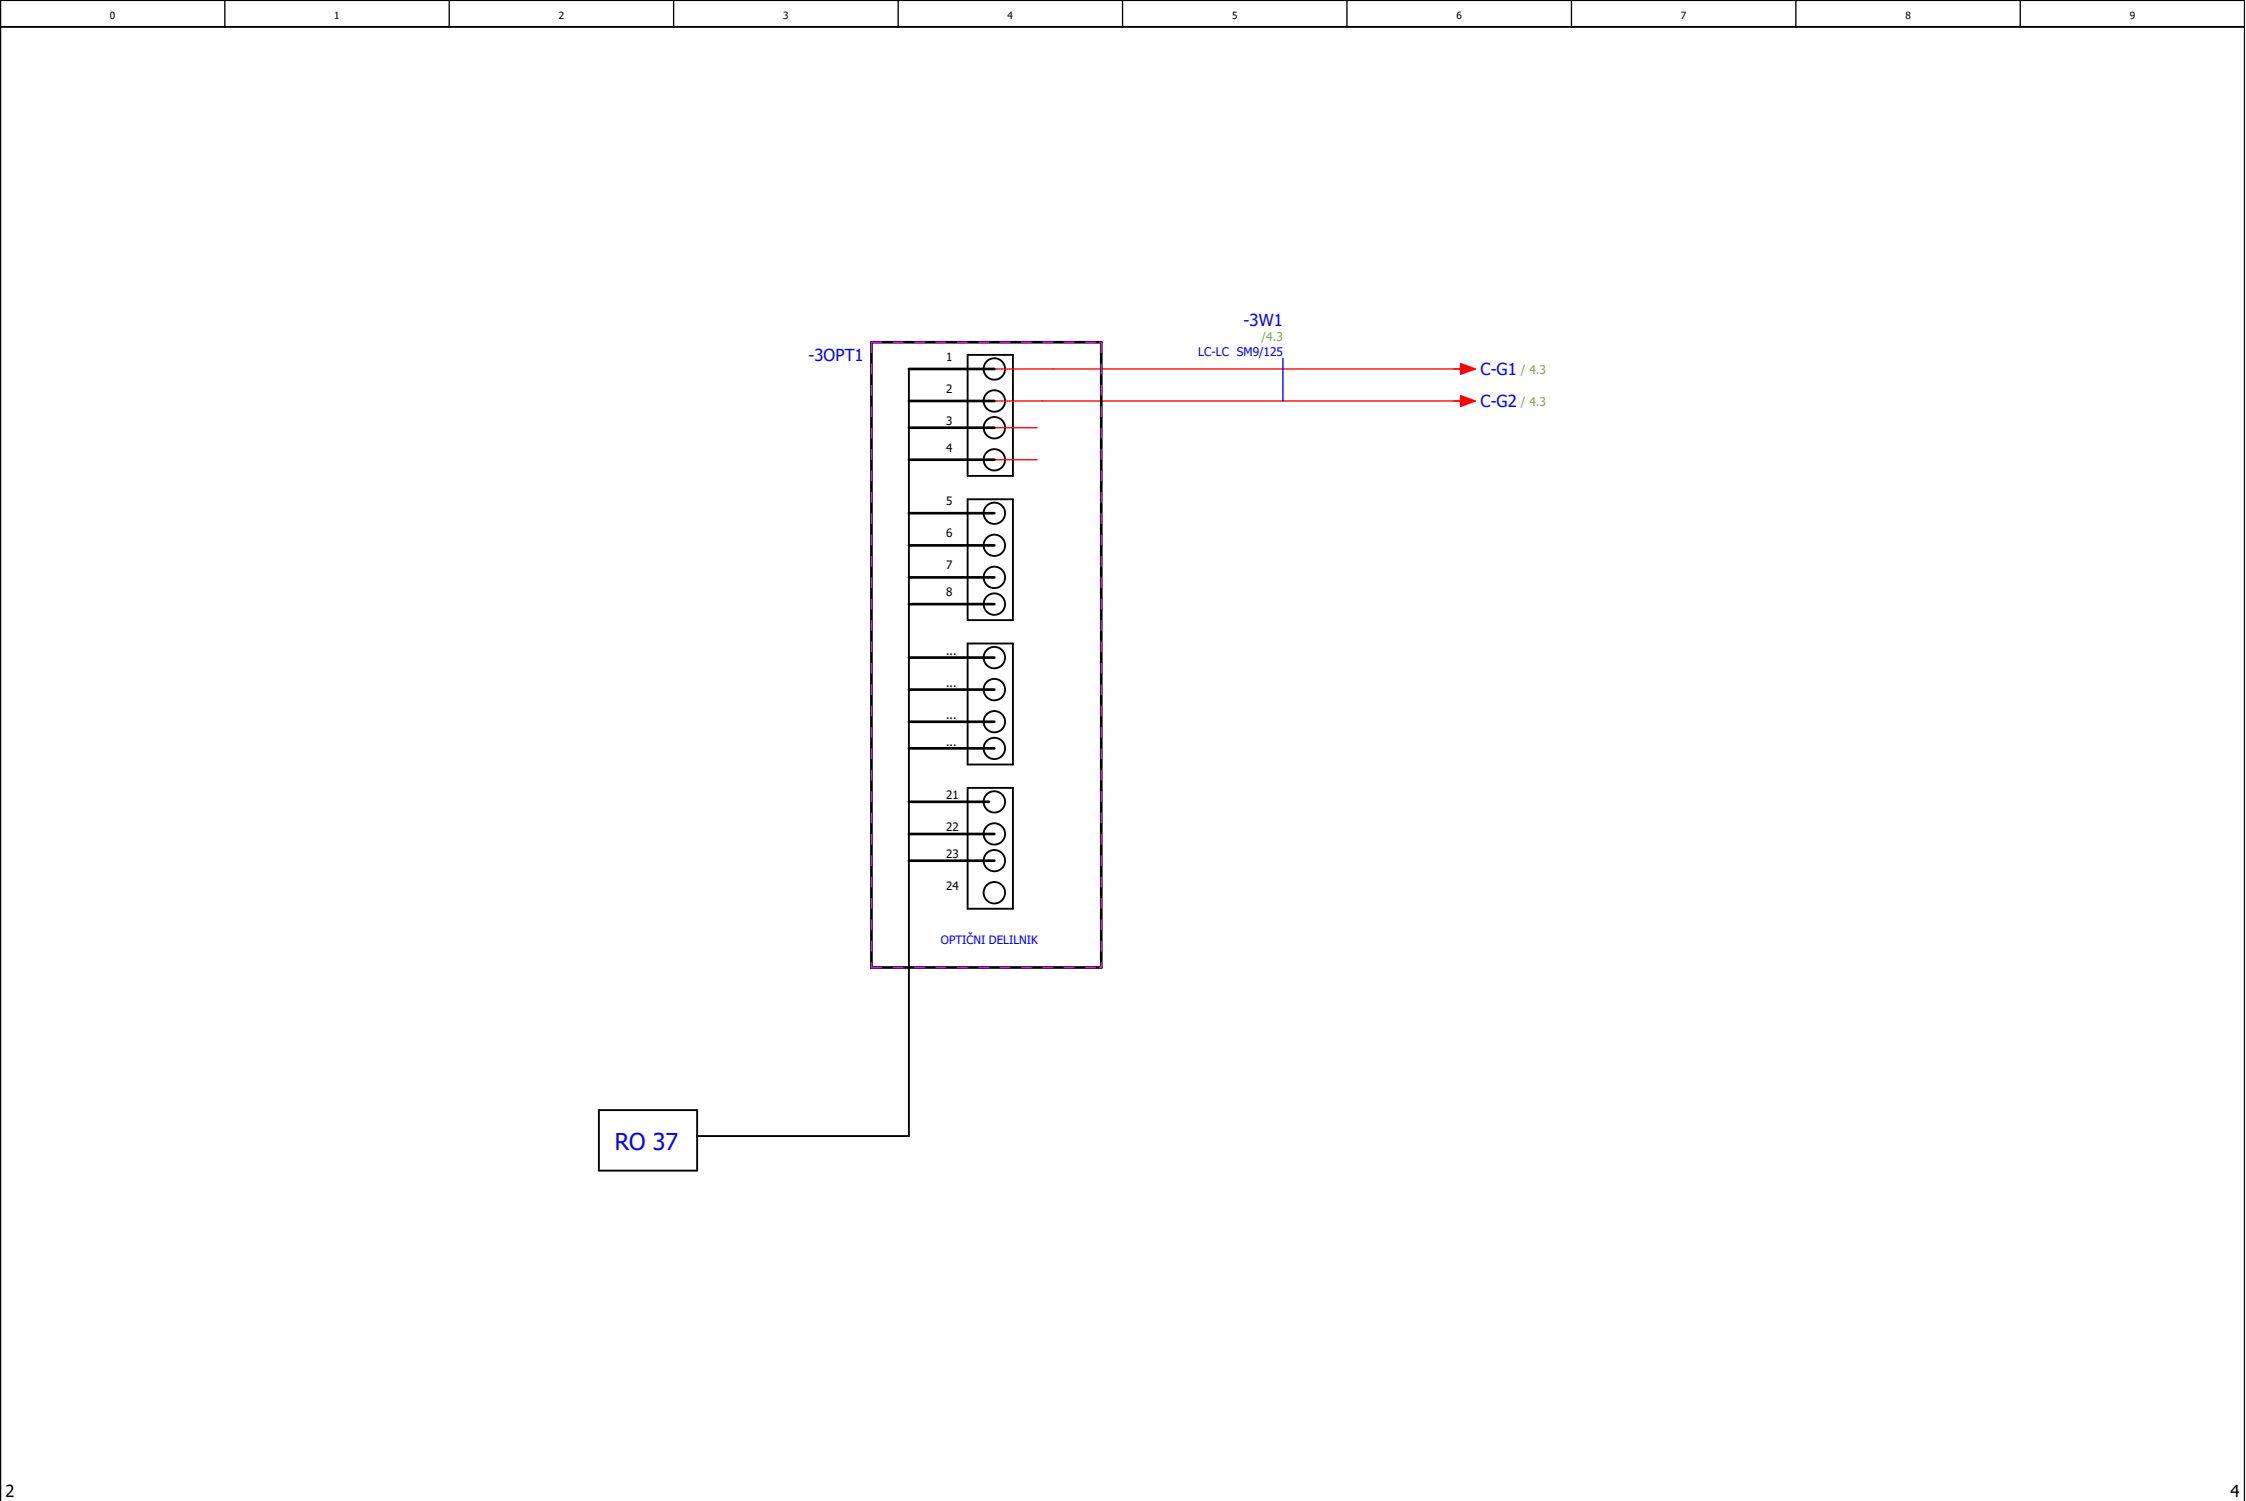 0 1 2 3 4 5 6 7 8 9
-3W1
/4.3
LC-LC SM9/125
-3OPT1
1
C-G1 / 4.3
2
C-G2 / 4.3
3
4
5
6
7
8
...
...
...
...
21
22
23
24
OPTIČNI DELILNIK
RO 37
2
4